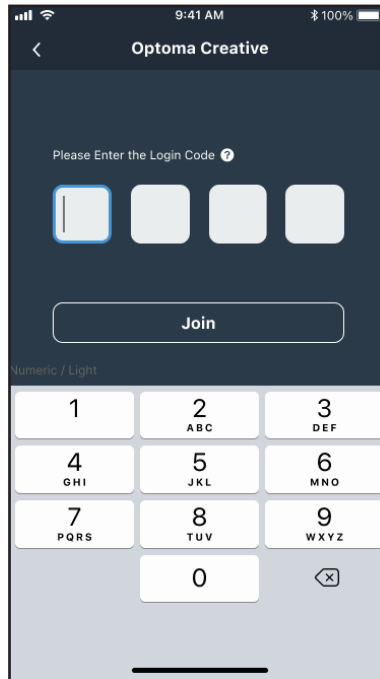 9:41 AM 100%
Optoma Creative
Please Enter the Login Code ?
Join
Numeric / Light
1 2 3
ABC DEF
4 5 6
GHI JKL MNO
7 8 9
PQRS TUV WXYZ
0